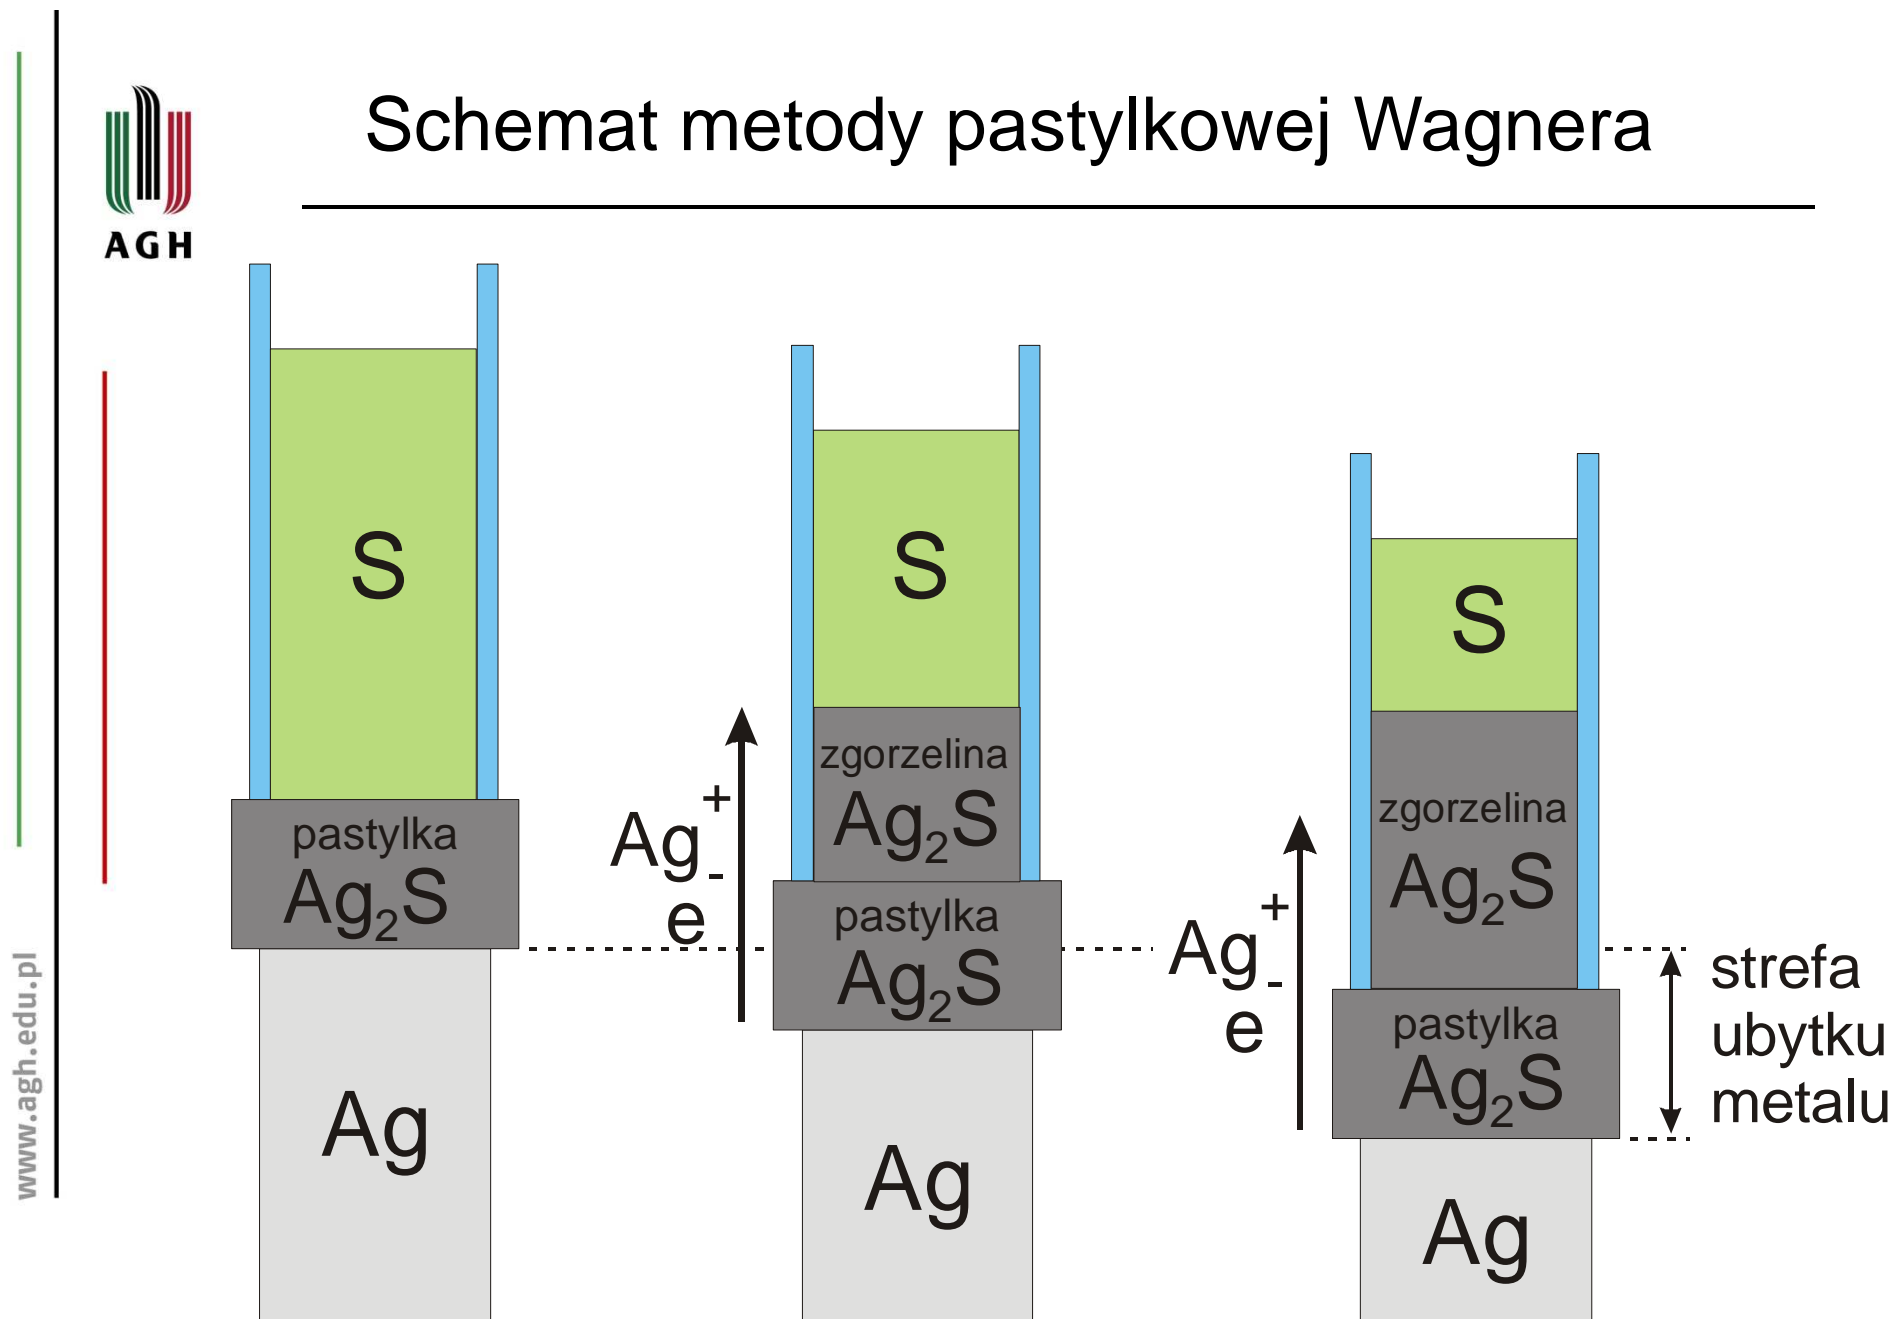 Schemat metody pastylkowej Wagnera
AGH
www.agh.edu.pl
S
pastylka
Ag₂S
Ag
S
zgorzelina
Ag₂S
Ag⁺
e⁻
pastylka
Ag₂S
Ag
S
zgorzelina
Ag₂S
Ag⁺
e⁻
pastylka
Ag₂S
Ag
strefa
ubytku
metalu